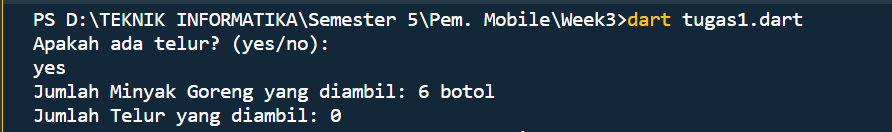 PS D:\TEKNIK INFORMATIKA\Semester 5\Pem. Mobile\Week3>dart tugas1.dart
Apakah ada telur? (yes/no):
yes
Jumlah Minyak Goreng yang diambil: 6 botol
Jumlah Telur yang diambil: 0